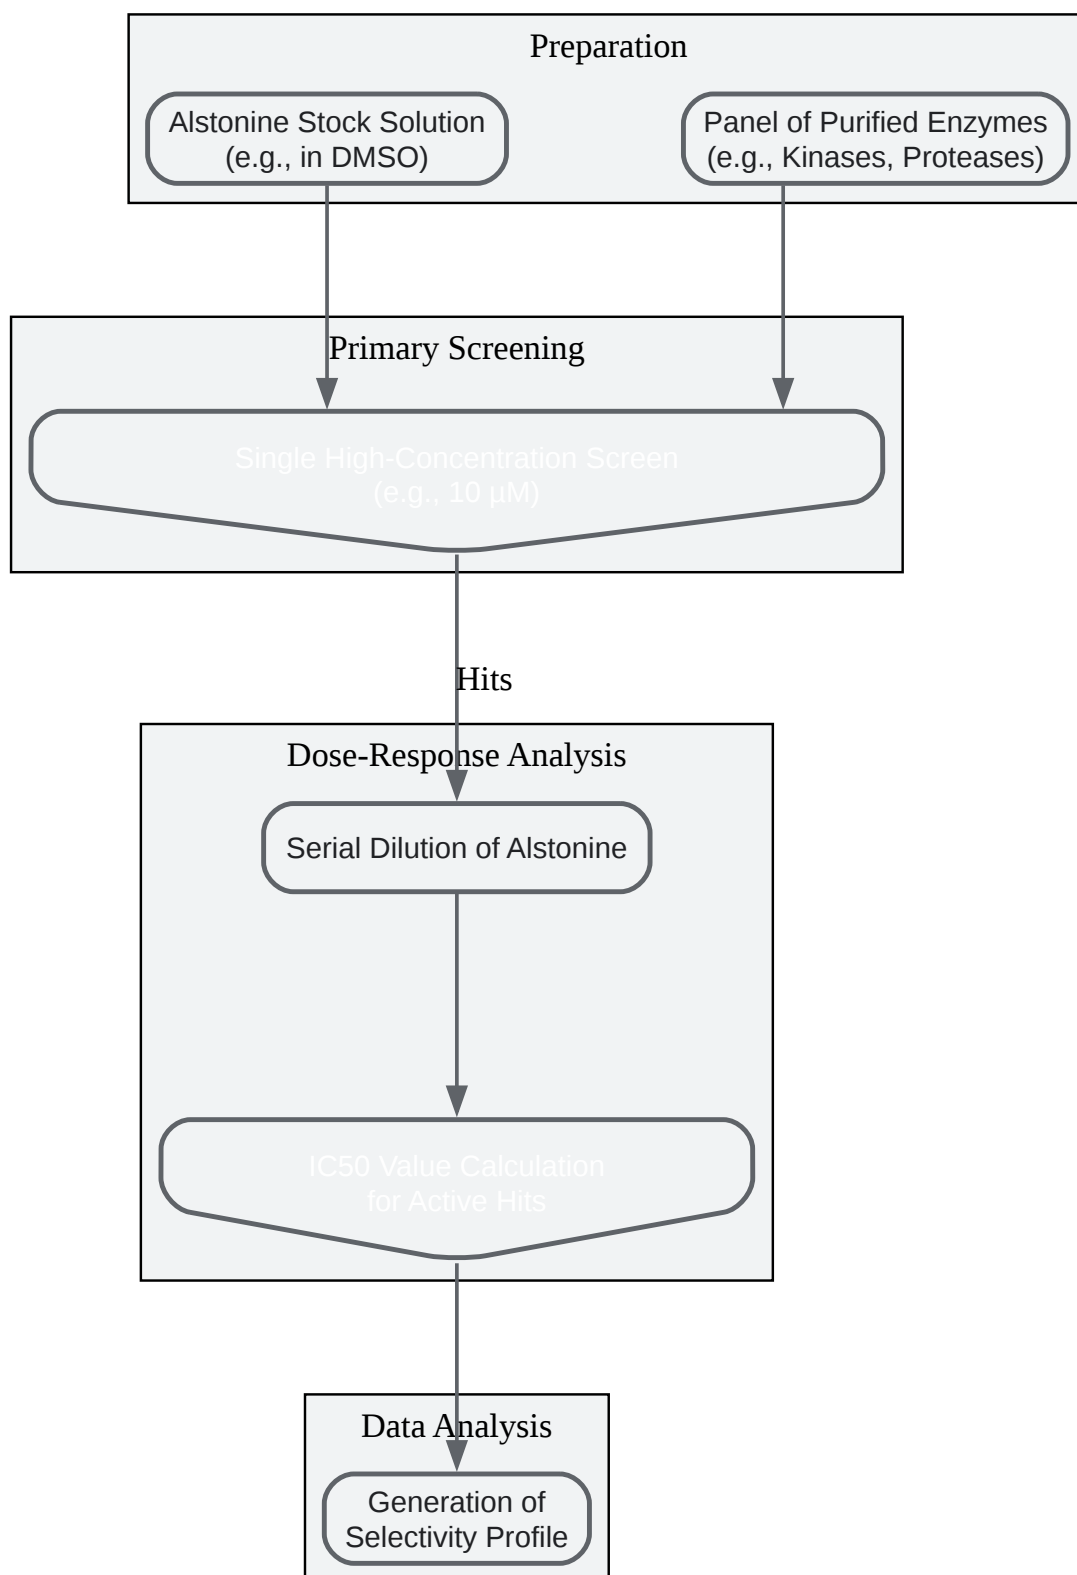 Preparation
Alstonine Stock Solution
(e.g., in DMSO)
Panel of Purified Enzymes
(e.g., Kinases, Proteases)
Primary Screening
Single High-Concentration Screen
(e.g., 10 µM)
Hits
Dose-Response Analysis
Serial Dilution of Alstonine
IC50 Value Calculation
for Active Hits
Data Analysis
Generation of
Selectivity Profile